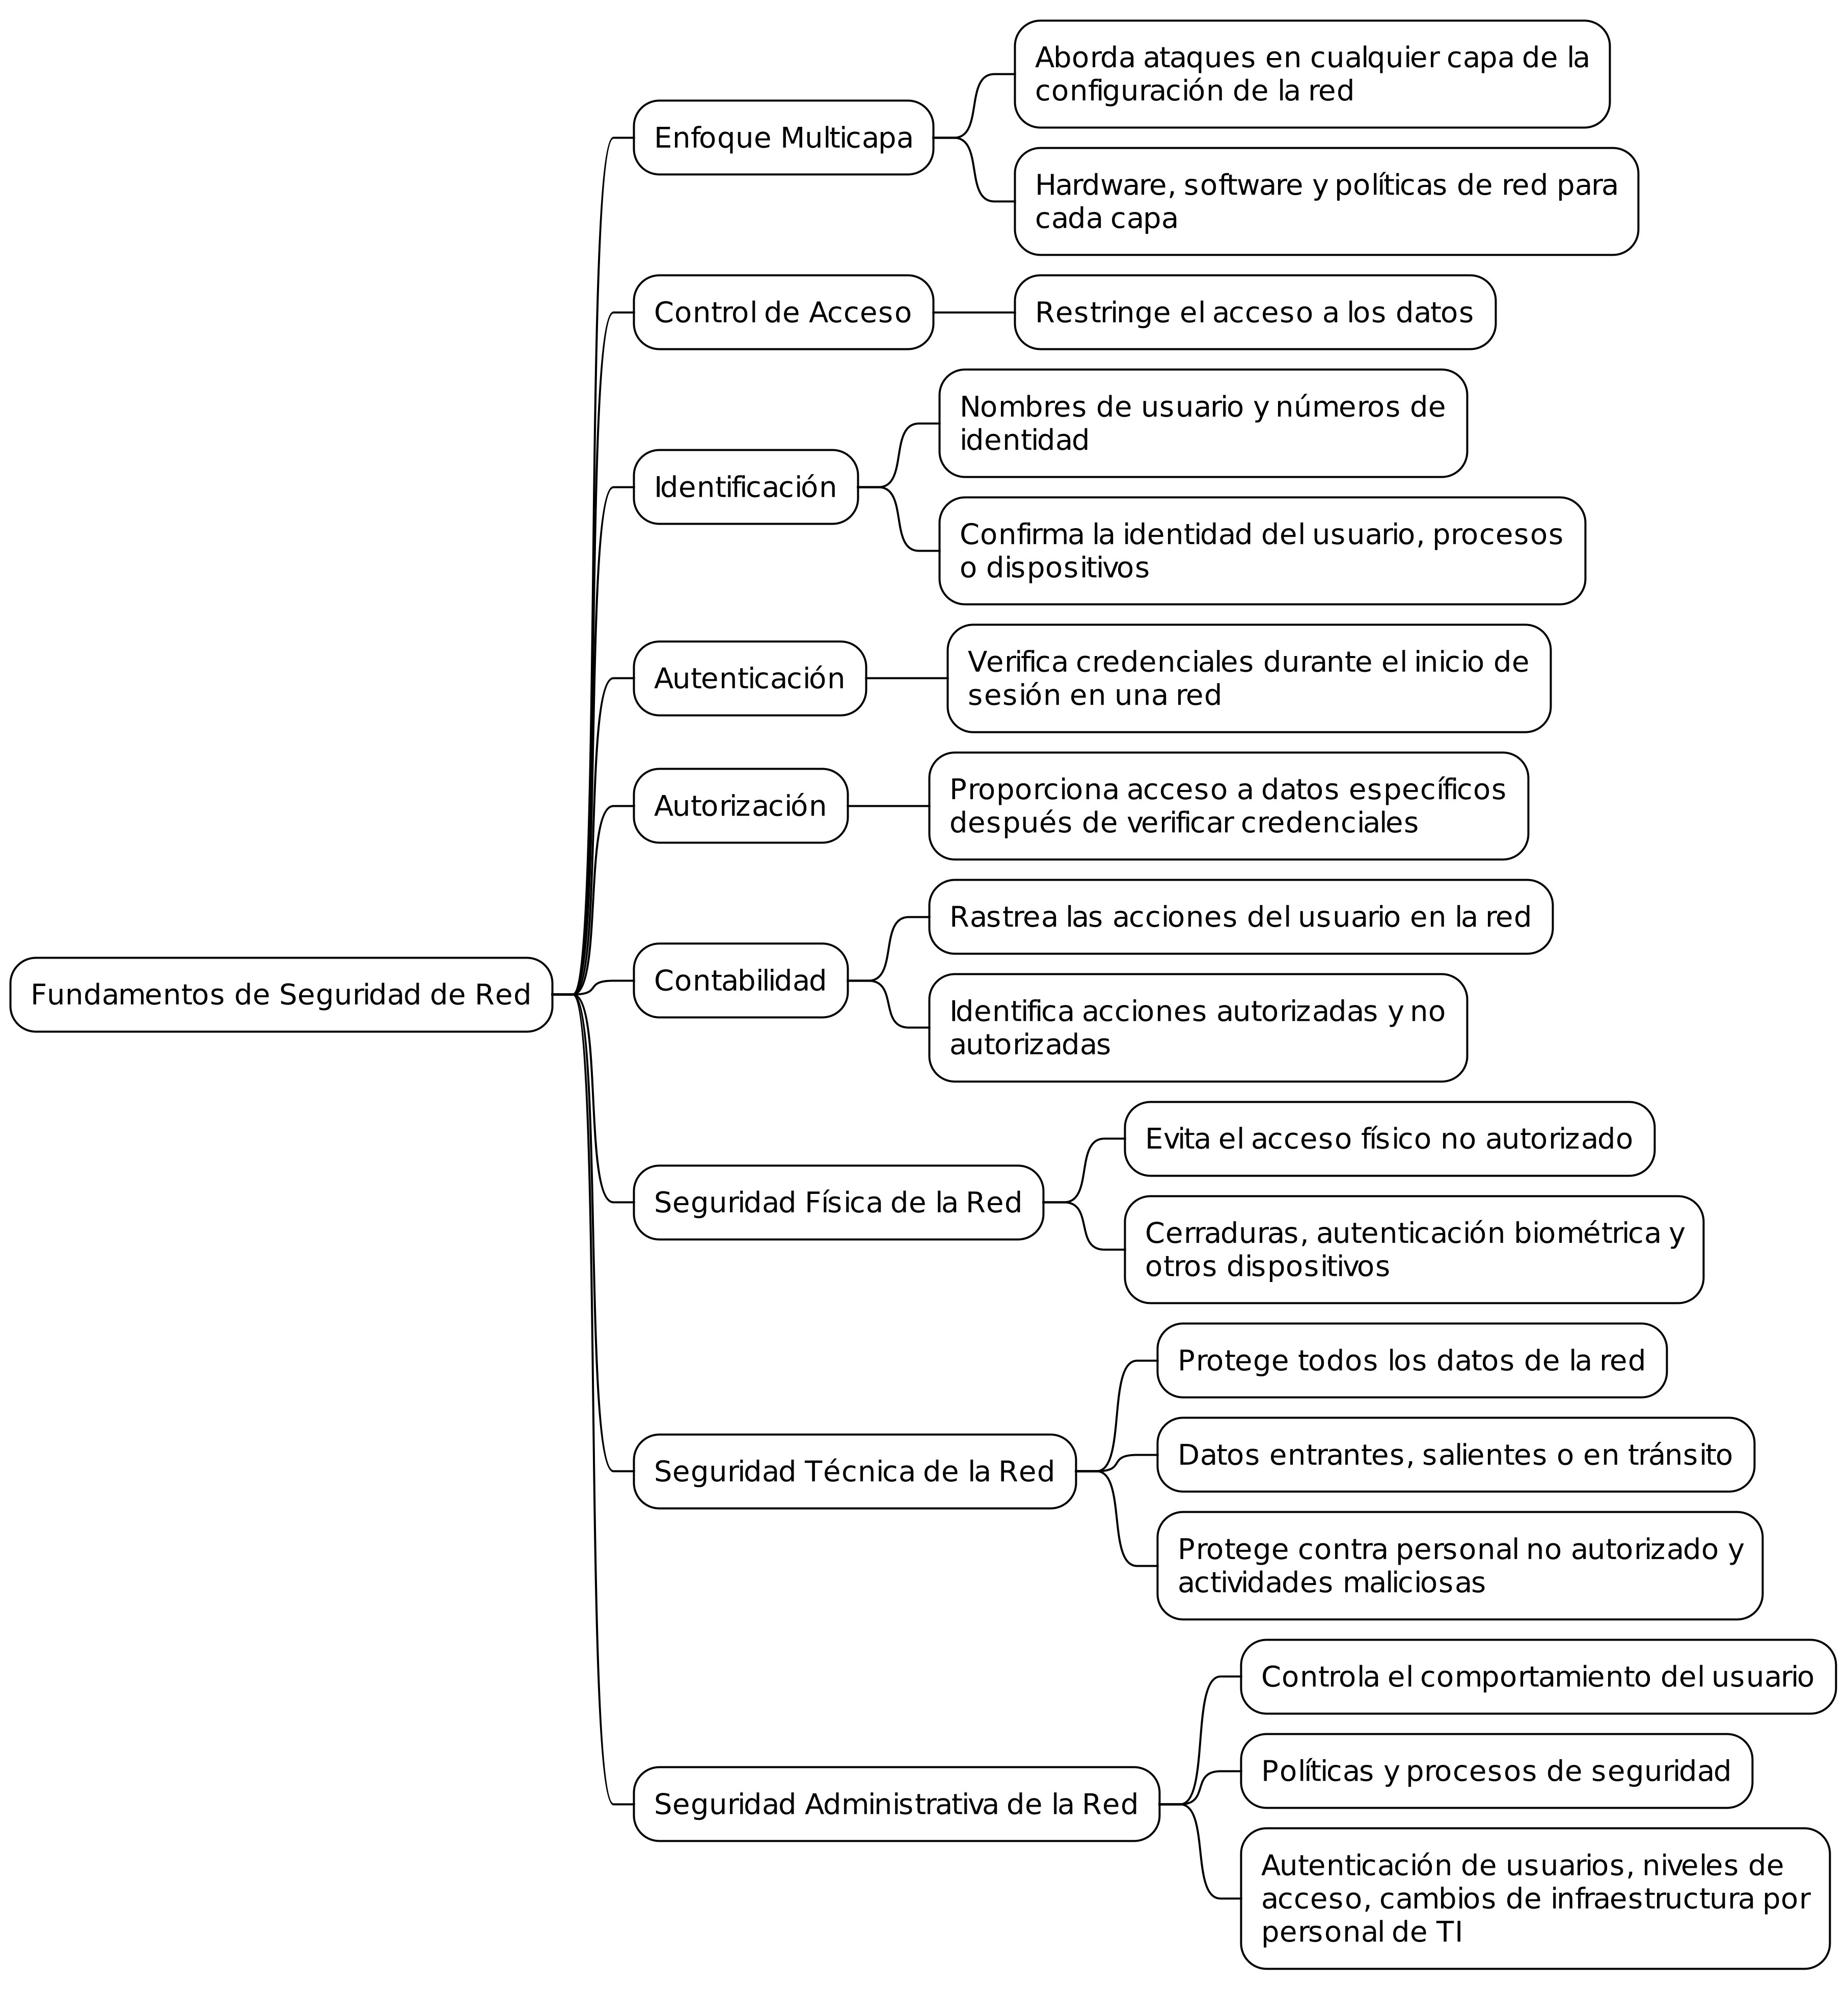 Fundamentos de Seguridad de Red
Enfoque Multicapa
Aborda ataques en cualquier capa de la
configuración de la red
Hardware, software y políticas de red para
cada capa
Control de Acceso
Restringe el acceso a los datos
Identificación
Nombres de usuario y números de
identidad
Confirma la identidad del usuario, procesos
o dispositivos
Autenticación
Verifica credenciales durante el inicio de
sesión en una red
Autorización
Proporciona acceso a datos específicos
después de verificar credenciales
Contabilidad
Rastrea las acciones del usuario en la red
Identifica acciones autorizadas y no
autorizadas
Seguridad Física de la Red
Evita el acceso físico no autorizado
Cerraduras, autenticación biométrica y
otros dispositivos
Seguridad Técnica de la Red
Protege todos los datos de la red
Datos entrantes, salientes o en tránsito
Protege contra personal no autorizado y
actividades maliciosas
Seguridad Administrativa de la Red
Controla el comportamiento del usuario
Políticas y procesos de seguridad
Autenticación de usuarios, niveles de
acceso, cambios de infraestructura por
personal de TI